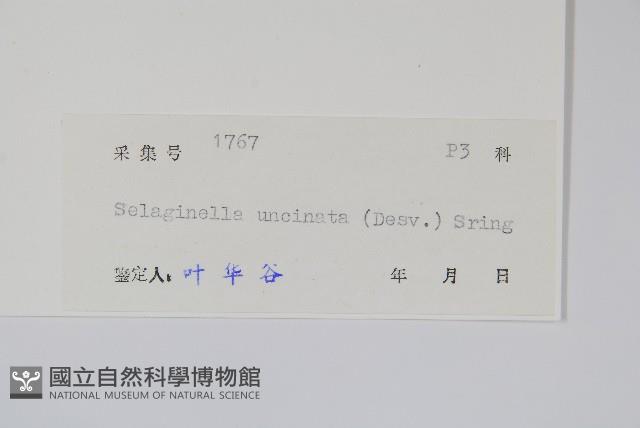 采集号 1767 P3 科
Selaginella uncinata (Desv.) Sring
鉴定人: 叶华谷 年 月 日
國立自然科學博物館
NATIONAL MUSEUM OF NATURAL SCIENCE